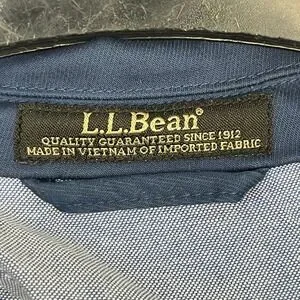 L.L.Bean®
QUALITY GUARANTEED SINCE 1912
MADE IN VIETNAM OF IMPORTED FABRIC